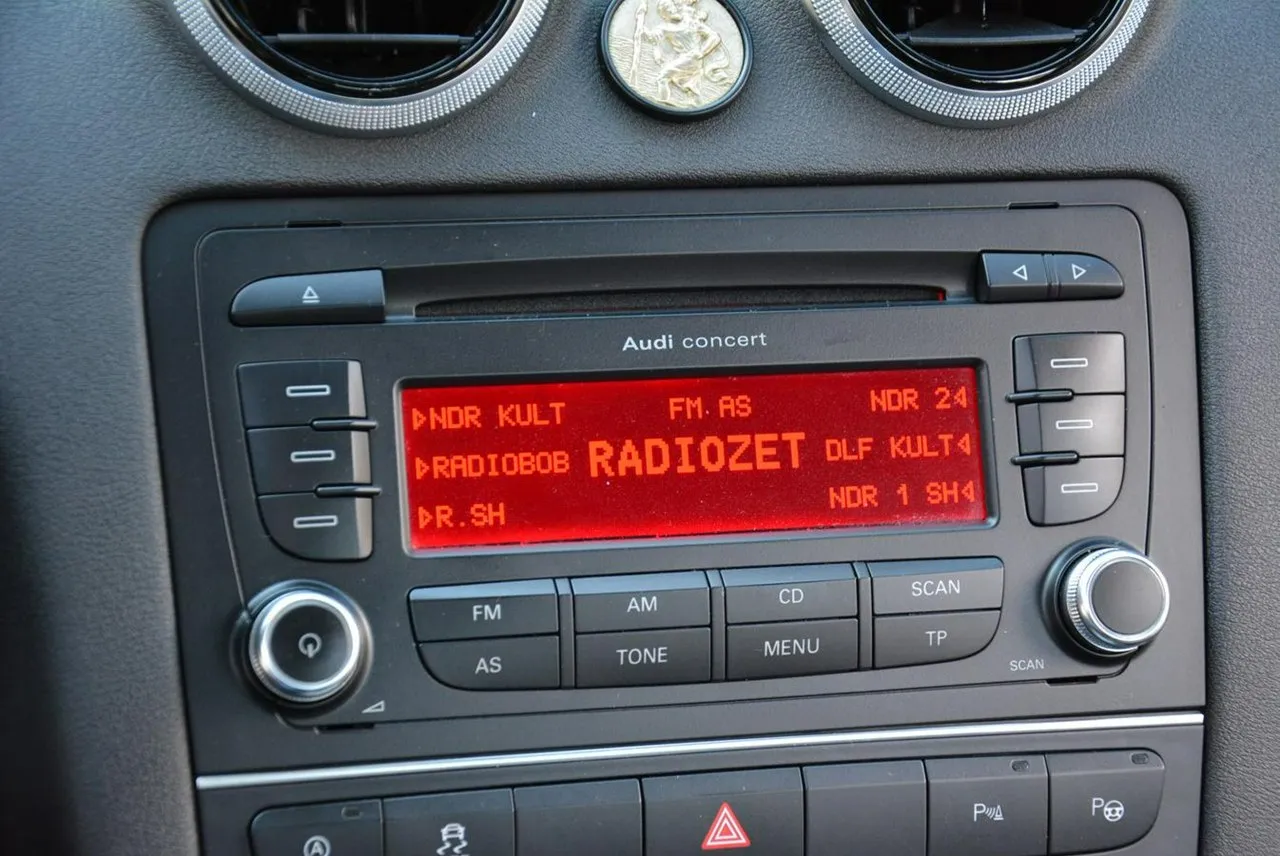 Audi concert
NDR KULT FM AS NDR 2
RADIOBOB RADIOZET DLF KULT
R.SH NDR 1 SH
FM AM CD SCAN
AS TONE MENU TP
SCAN
A P P